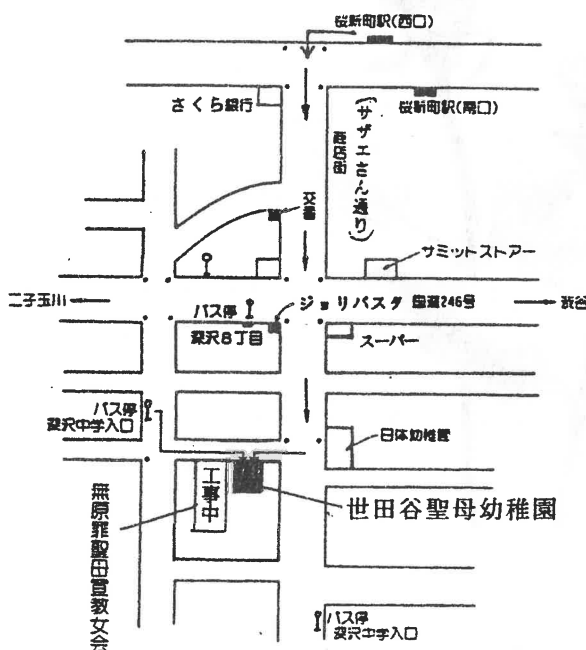 桜新町駅(西口)
さくら銀行
桜新町駅(南口)
商店街
(サザエさん通り)
交番
サミットストアー
二子玉川
バス停
深沢8丁目
ジョリパスタ
国道246号
渋谷
スーパー
バス停
深沢中学入口
日体幼稚園
工事中
世田谷聖母幼稚園
無原罪聖母宣教女会
バス停
深沢中学入口